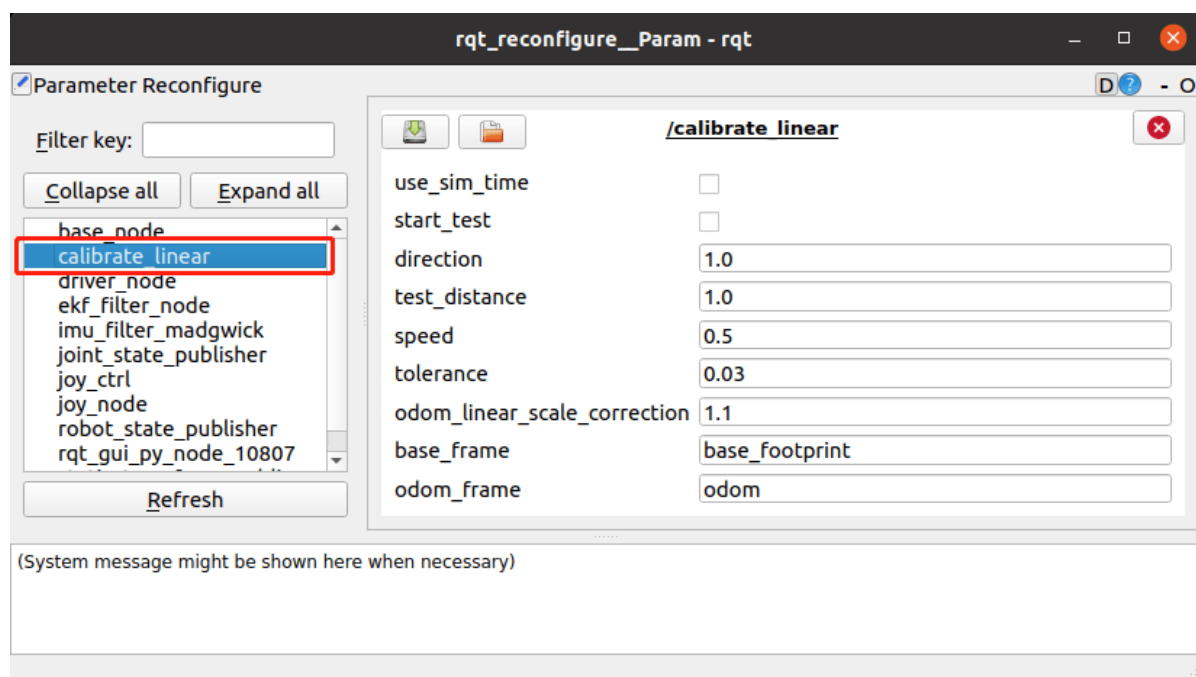 rqt_reconfigure__Param - rqt
Parameter Reconfigure
D ? - O
Filter key:
Collapse all Expand all
base_node
calibrate_linear
driver_node
ekf_filter_node
imu_filter_madgwick
joint_state_publisher
joy_ctrl
joy_node
robot_state_publisher
rqt_gui_py_node_10807
Refresh
/calibrate_linear
use_sim_time
start_test
direction 1.0
test_distance 1.0
speed 0.5
tolerance 0.03
odom_linear_scale_correction 1.1
base_frame base_footprint
odom_frame odom
(System message might be shown here when necessary)